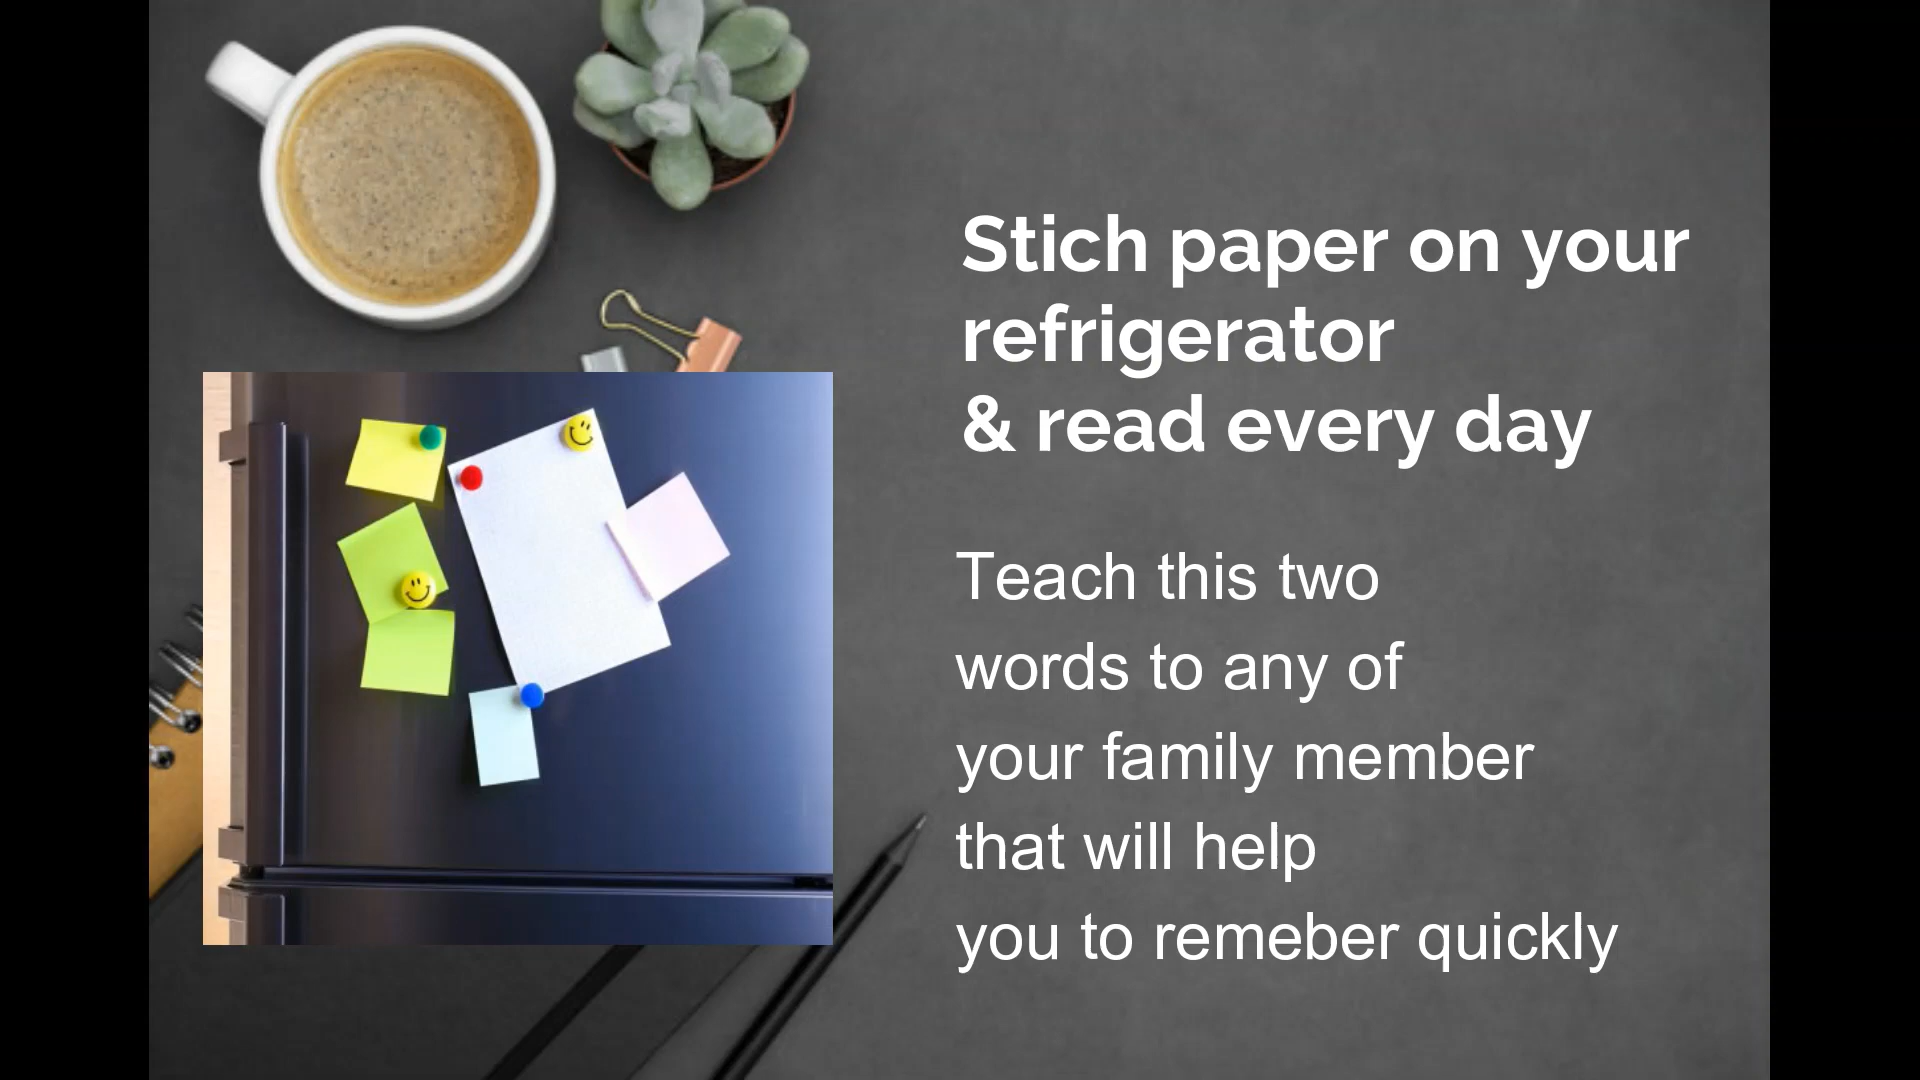 Stich paper on your
refrigerator
& read every day
Teach this two
words to any of
your family member
that will help
you to remeber quickly